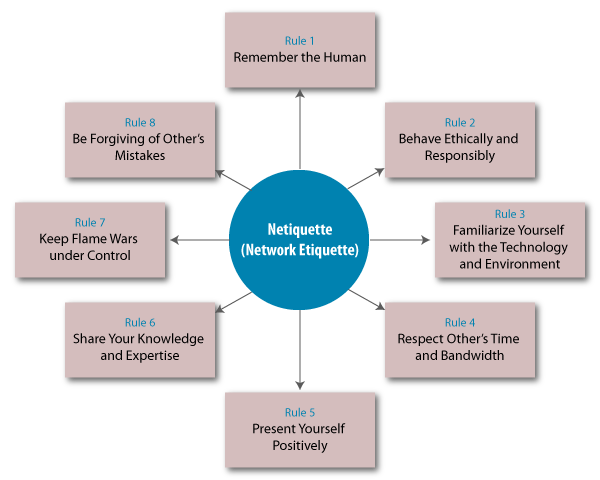 Rule 1
Remember the Human
Rule 8
Be Forgiving of Other's
Mistakes
Rule 2
Behave Ethically and
Responsibly
Netiquette
(Network Etiquette)
Rule 7
Keep Flame Wars
under Control
Rule 3
Familiarize Yourself
with the Technology
and Environment
Rule 6
Share Your Knowledge
and Expertise
Rule 4
Respect Other's Time
and Bandwidth
Rule 5
Present Yourself
Positively